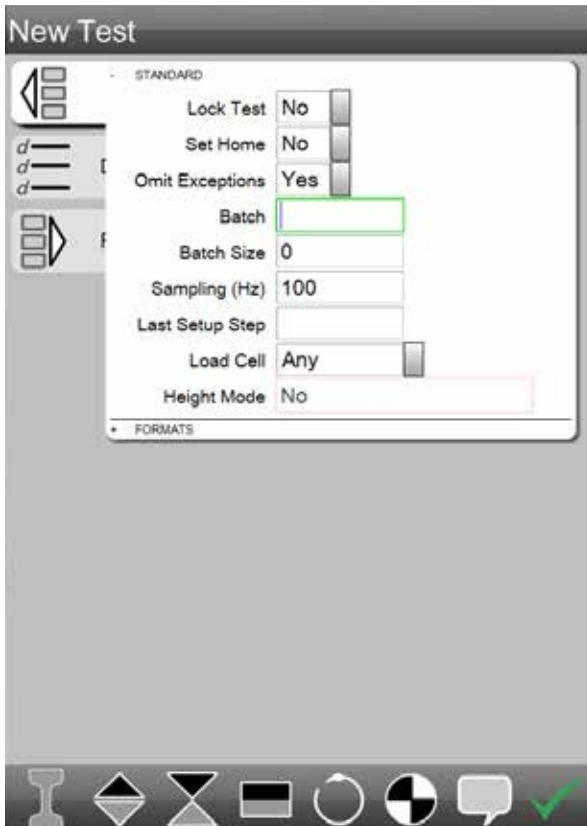 New Test
- STANDARD
Lock Test No
Set Home No
Omit Exceptions Yes
Batch
Batch Size 0
Sampling (Hz) 100
Last Setup Step
Load Cell Any
Height Mode No
+ FORMATS
d
d
d